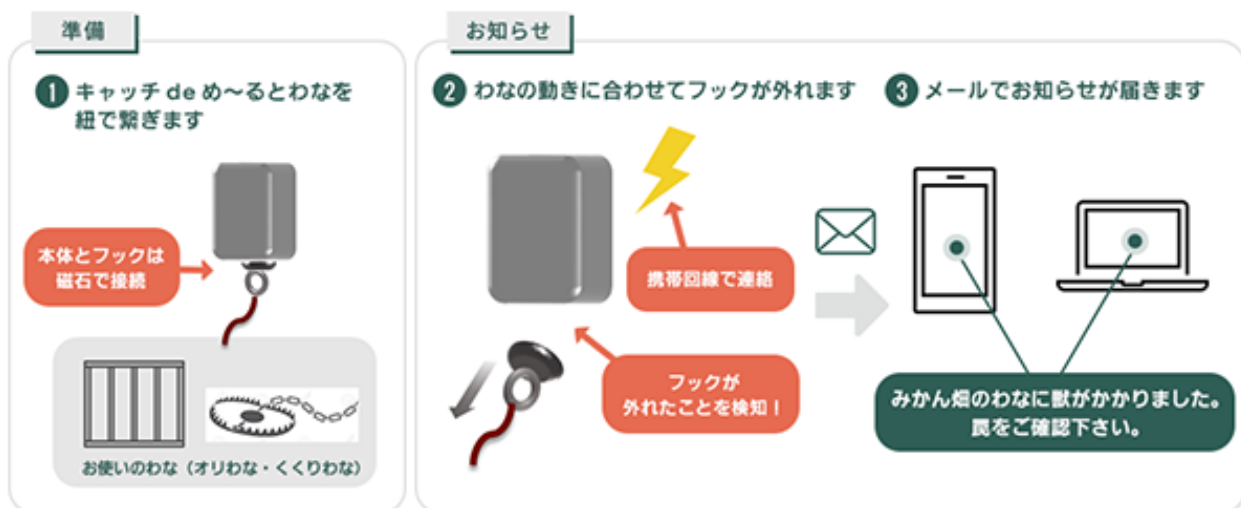 準備
❶ キャッチ de め〜るとわなを
紐で繋ぎます
本体とフックは
磁石で接続
お使いのわな（オリわな・くくりわな）
お知らせ
❷ わなの動きに合わせてフックが外れます
携帯回線で連絡
フックが
外れたことを検知！
❸ メールでお知らせが届きます
みかん畑のわなに獣がかかりました。
罠をご確認下さい。